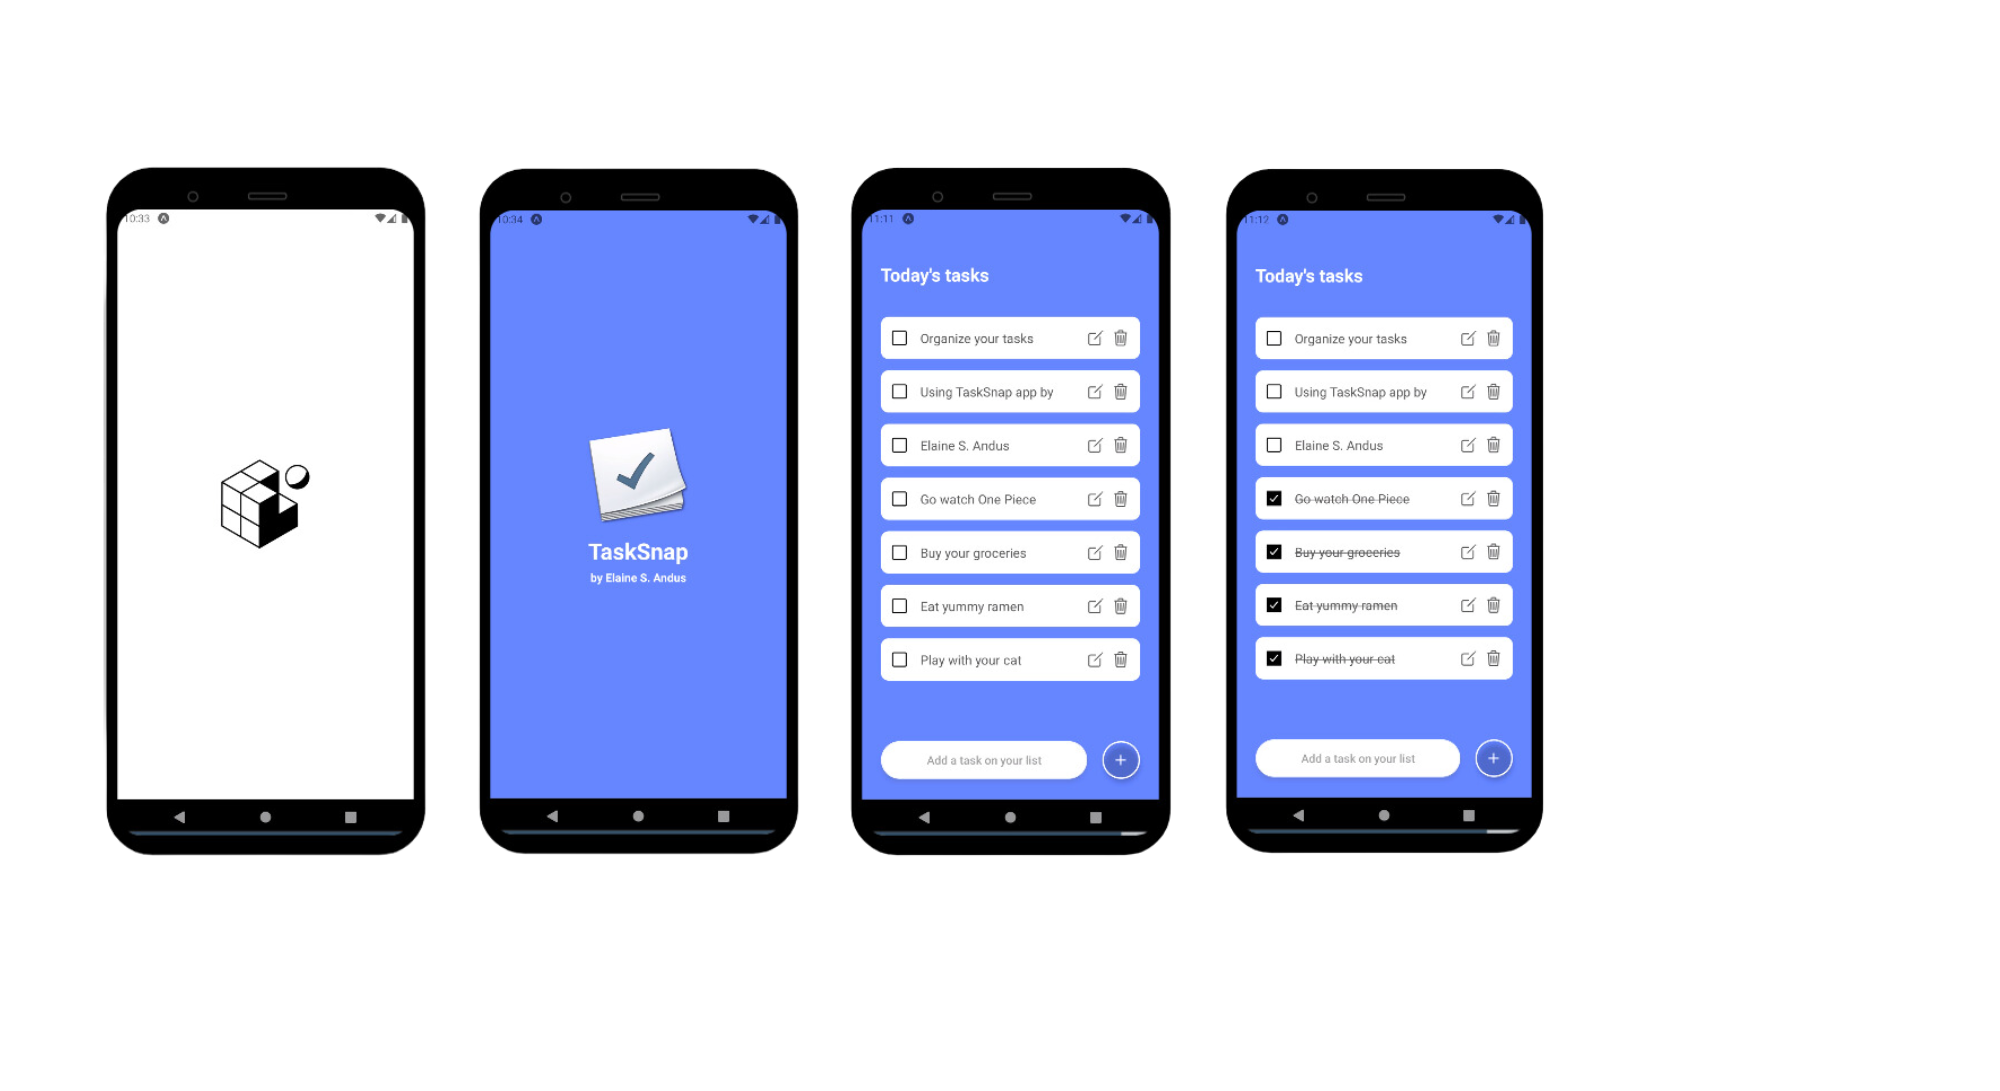 10:33
10:34
TaskSnap
by Elaine S. Andus
11:11
Today's tasks
Organize your tasks
Using TaskSnap app by
Elaine S. Andus
Go watch One Piece
Buy your groceries
Eat yummy ramen
Play with your cat
Add a task on your list
+
11:12
Today's tasks
Organize your tasks
Using TaskSnap app by
Elaine S. Andus
Go watch One Piece
Buy your groceries
Eat yummy ramen
Play with your cat
Add a task on your list
+